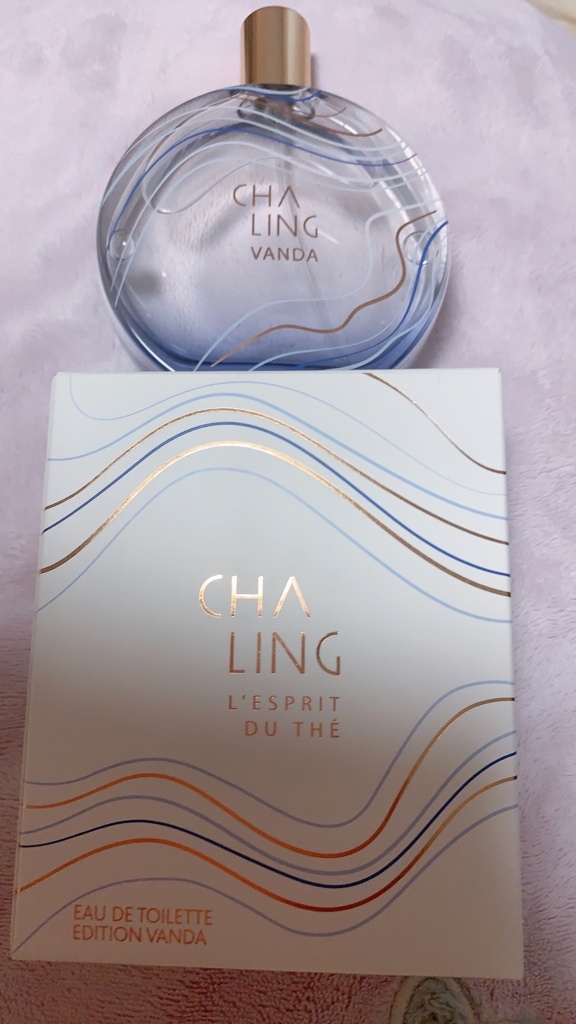 CHA
LING
VANDA
CHA
LING
L'ESPRIT
DU THÉ
EAU DE TOILETTE
EDITION VANDA